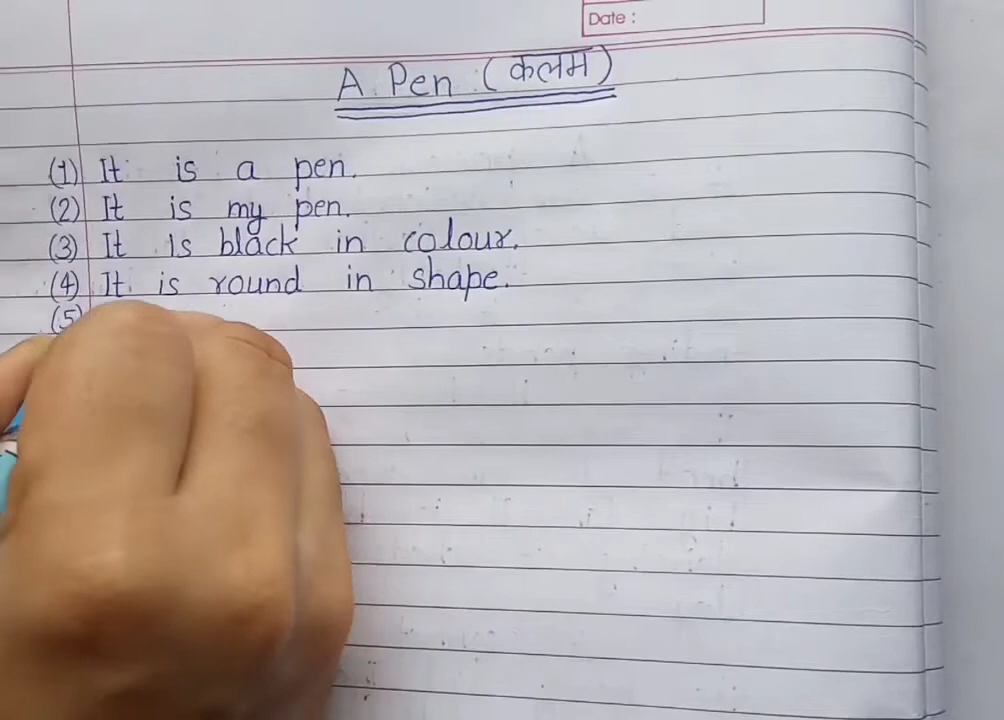 Date :
A Pen (कलम)
(1) It is a pen.
(2) It is my pen.
(3) It is black in colour.
(4) It is round in shape.
(5)